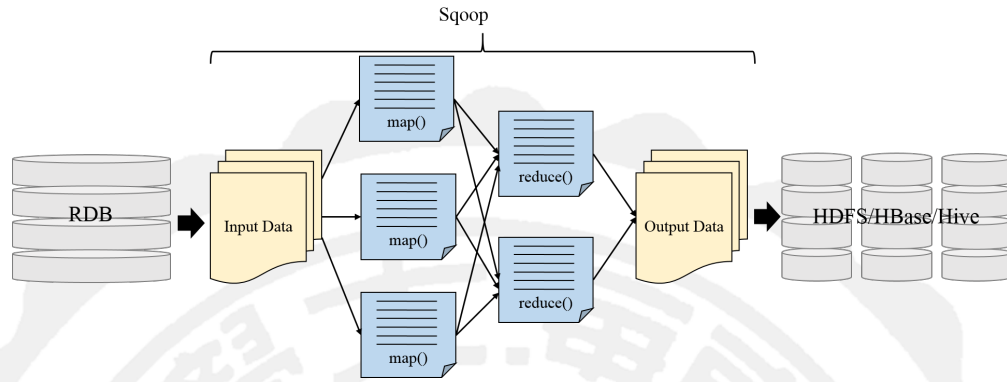 Sqoop
map()
reduce()
RDB
Input Data
map()
Output Data
HDFS/HBase/Hive
reduce()
map()